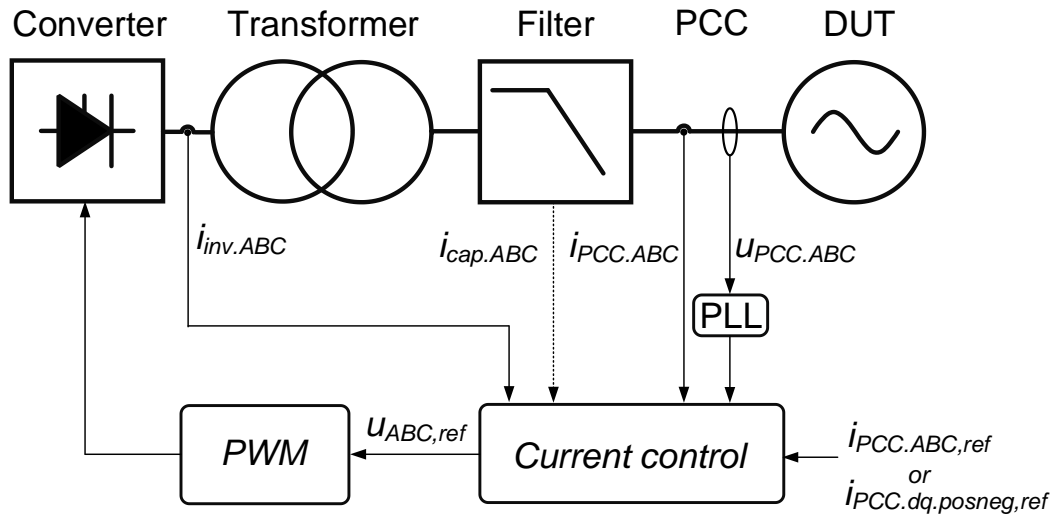 Converter Transformer Filter PCC DUT
i_inv.ABC i_cap.ABC i_PCC.ABC u_PCC.ABC
PLL
PWM u_ABC,ref Current control i_PCC.ABC,ref
or
i_PCC.dq.posneg,ref